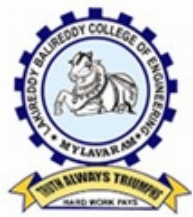 LAKIREDDY BALIREDDY COLLEGE OF ENGINEERING
• MYLAVARAM •
TRUTH ALWAYS TRIUMPHS
HARD WORK PAYS